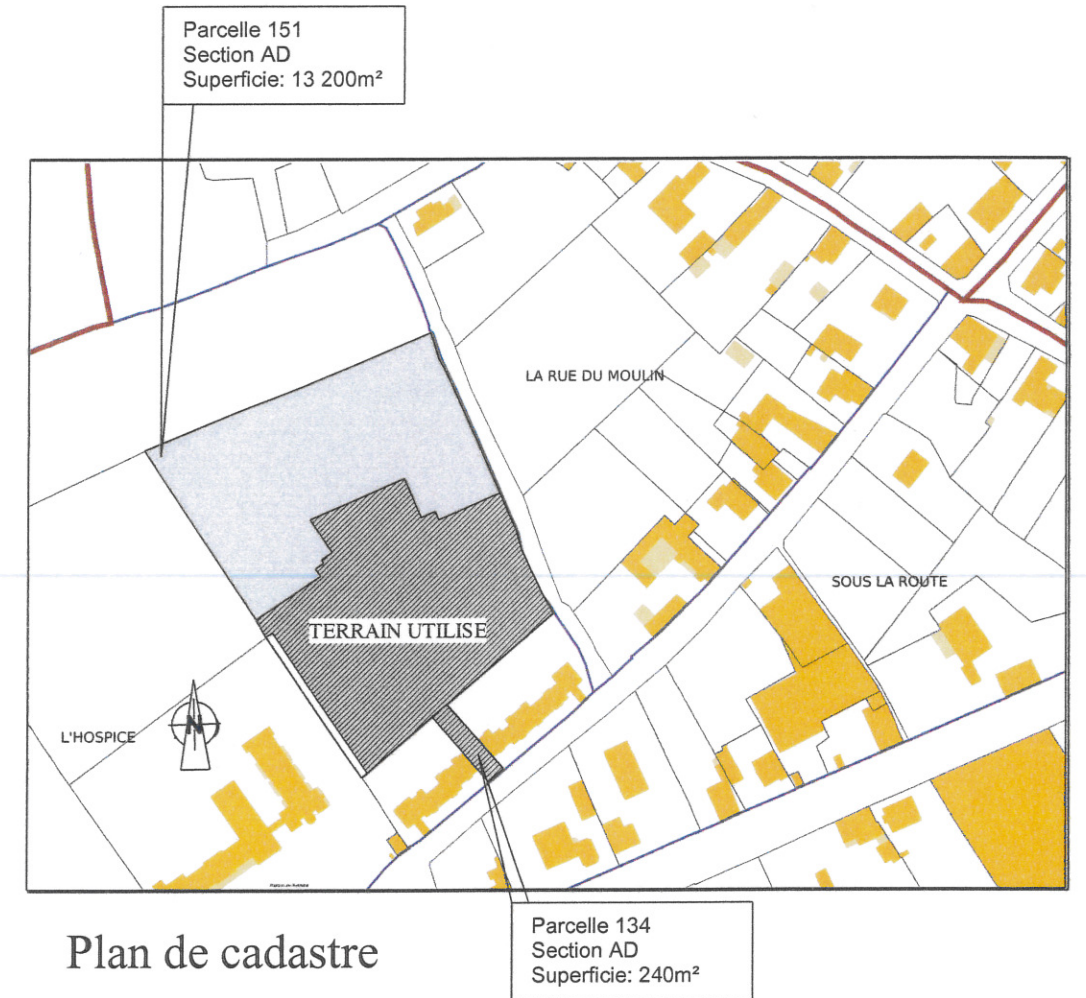 Parcelle 151
Section AD
Superficie: 13 200m²
LA RUE DU MOULIN
SOUS LA ROUTE
TERRAIN UTILISE
N
L'HOSPICE
Plan de cadastre
Parcelle 134
Section AD
Superficie: 240m²